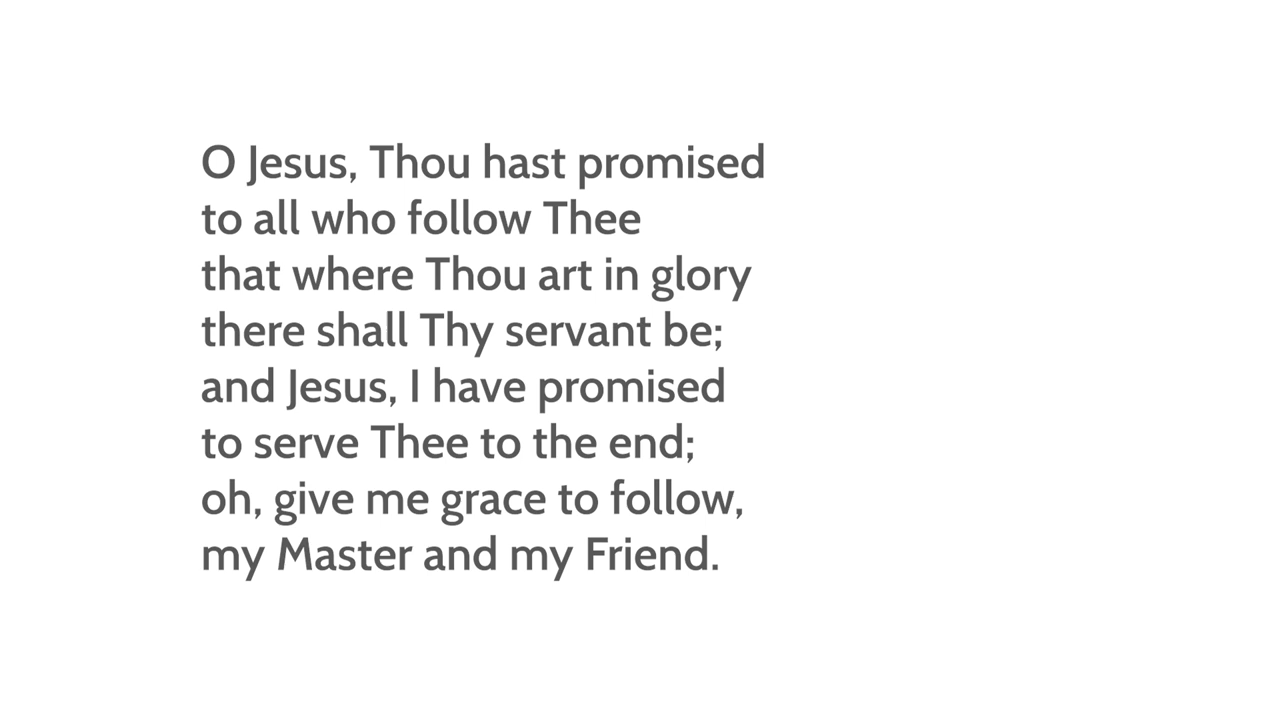 O Jesus, Thou hast promised
to all who follow Thee
that where Thou art in glory
there shall Thy servant be;
and Jesus, I have promised
to serve Thee to the end;
oh, give me grace to follow,
my Master and my Friend.